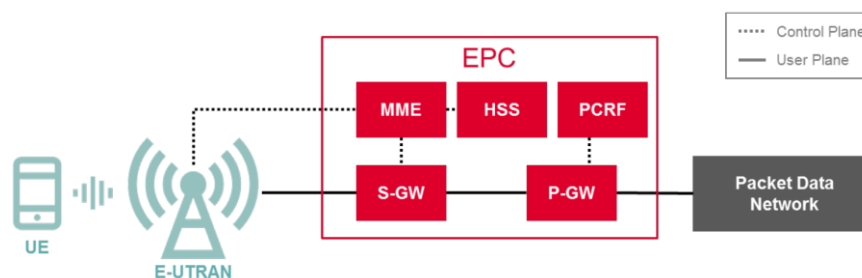 Control Plane
User Plane
EPC
MME
HSS
PCRF
S-GW
P-GW
Packet Data
Network
UE
E-UTRAN